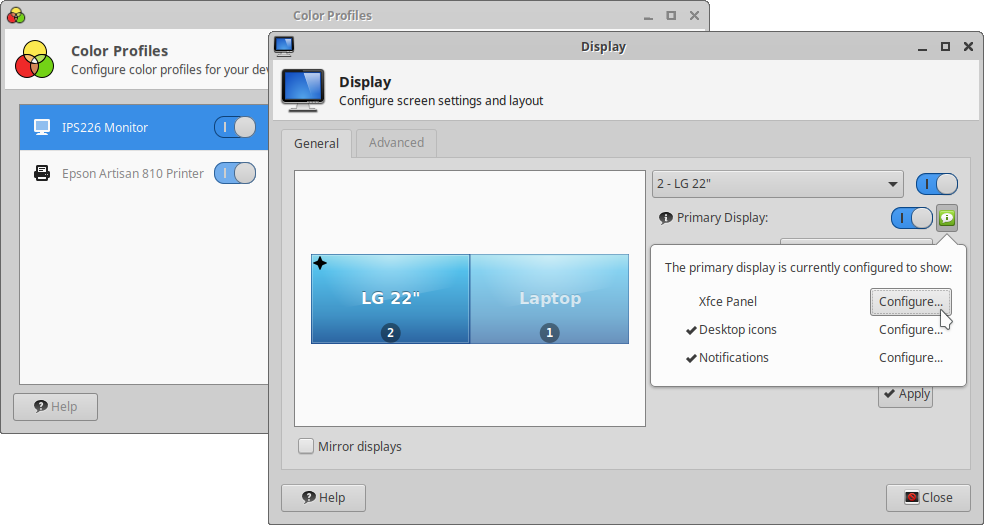 Color Profiles
Color Profiles
Configure color profiles for your dev
IPS226 Monitor
Epson Artisan 810 Printer
Help
Display
Display
Configure screen settings and layout
General
Advanced
LG 22"
2
Laptop
1
Mirror displays
2 - LG 22"
Primary Display:
The primary display is currently configured to show:
Xfce Panel
Configure...
Desktop icons
Configure...
Notifications
Configure...
Apply
Help
Close